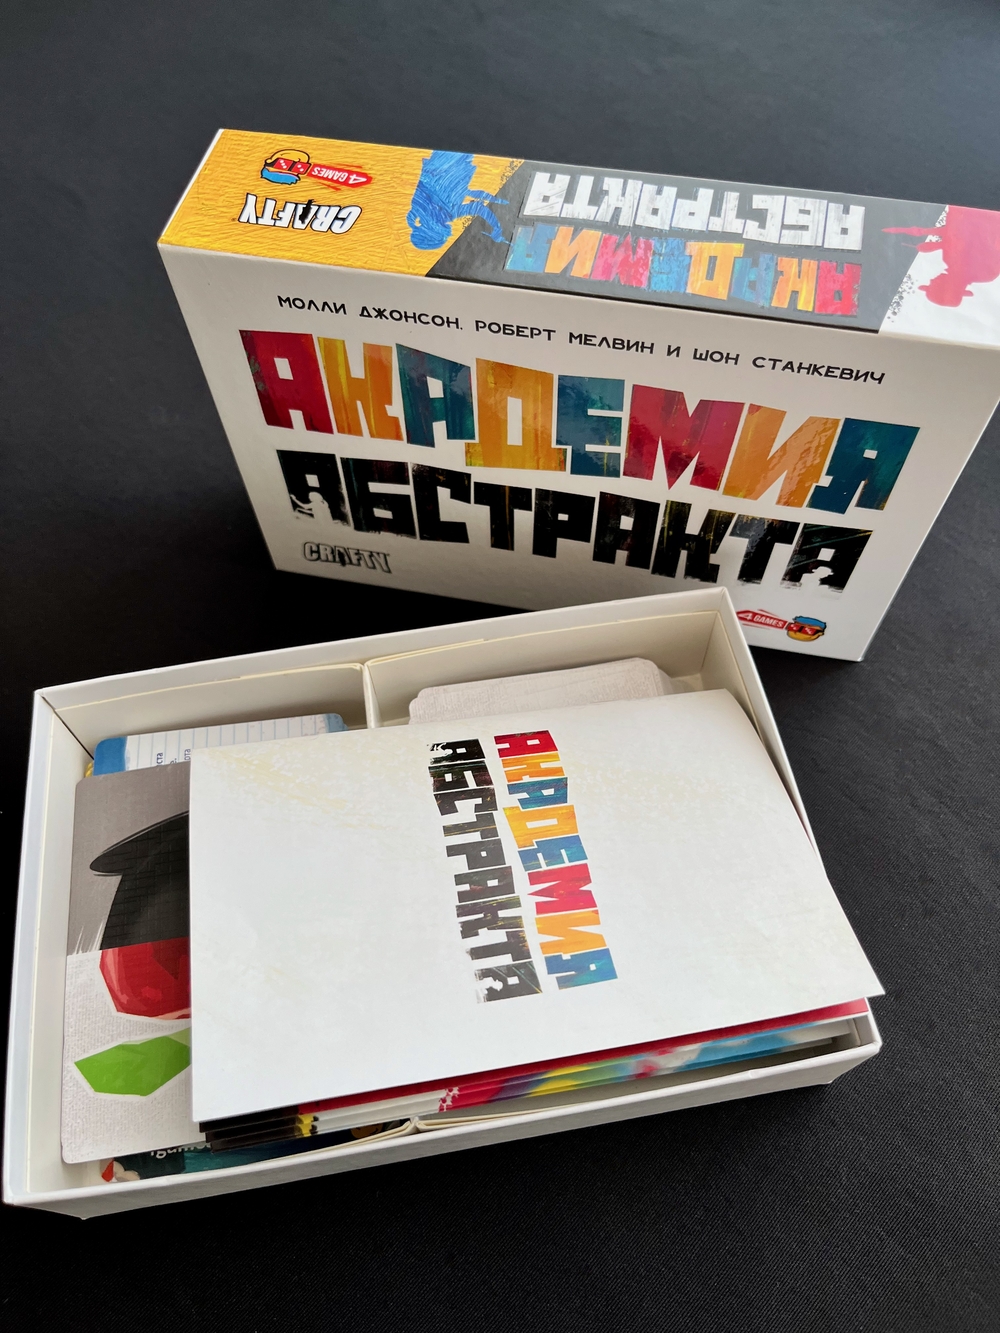 4 GAMES
CRAFTY
АКАДЕМИЯ
АБСТРАКТА
МОЛЛИ ДЖОНСОН, РОБЕРТ МЕЛВИН И ШОН СТАНКЕВИЧ
АКАДЕМИЯ
АБСТРАКТА
CRAFTY
4 GAMES
АКАДЕМИЯ
АБСТРАКТА